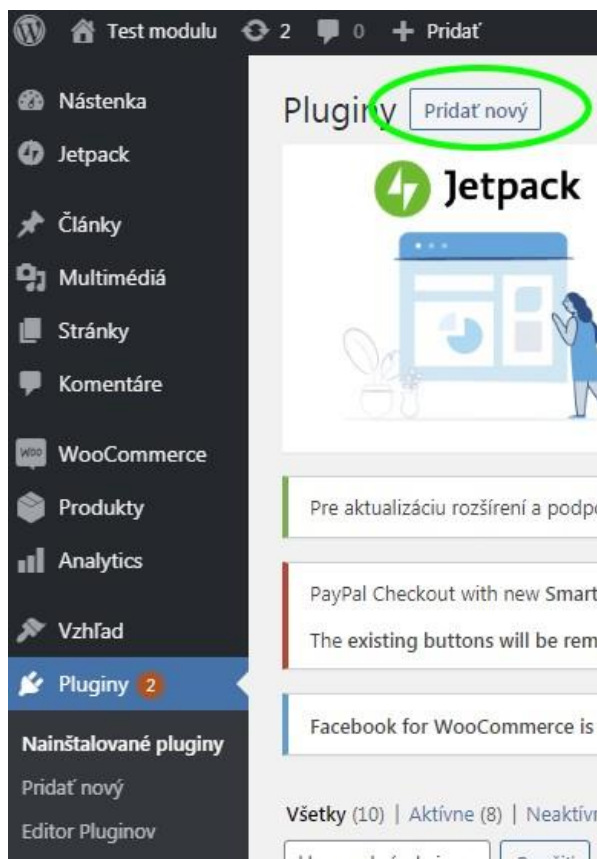 Test modulu 2 0 Pridať
Nástenka
Jetpack
Články
Multimédiá
Stránky
Komentáre
WOO WooCommerce
Produkty
Analytics
Vzhľad
Pluginy 2
Nainštalované pluginy
Pridať nový
Editor Pluginov
Pluginy Pridať nový
Jetpack
Pre aktualizáciu rozšírení a podp
PayPal Checkout with new Smart
The existing buttons will be rem
Facebook for WooCommerce is
Všetky (10) | Aktívne (8) | Neaktív